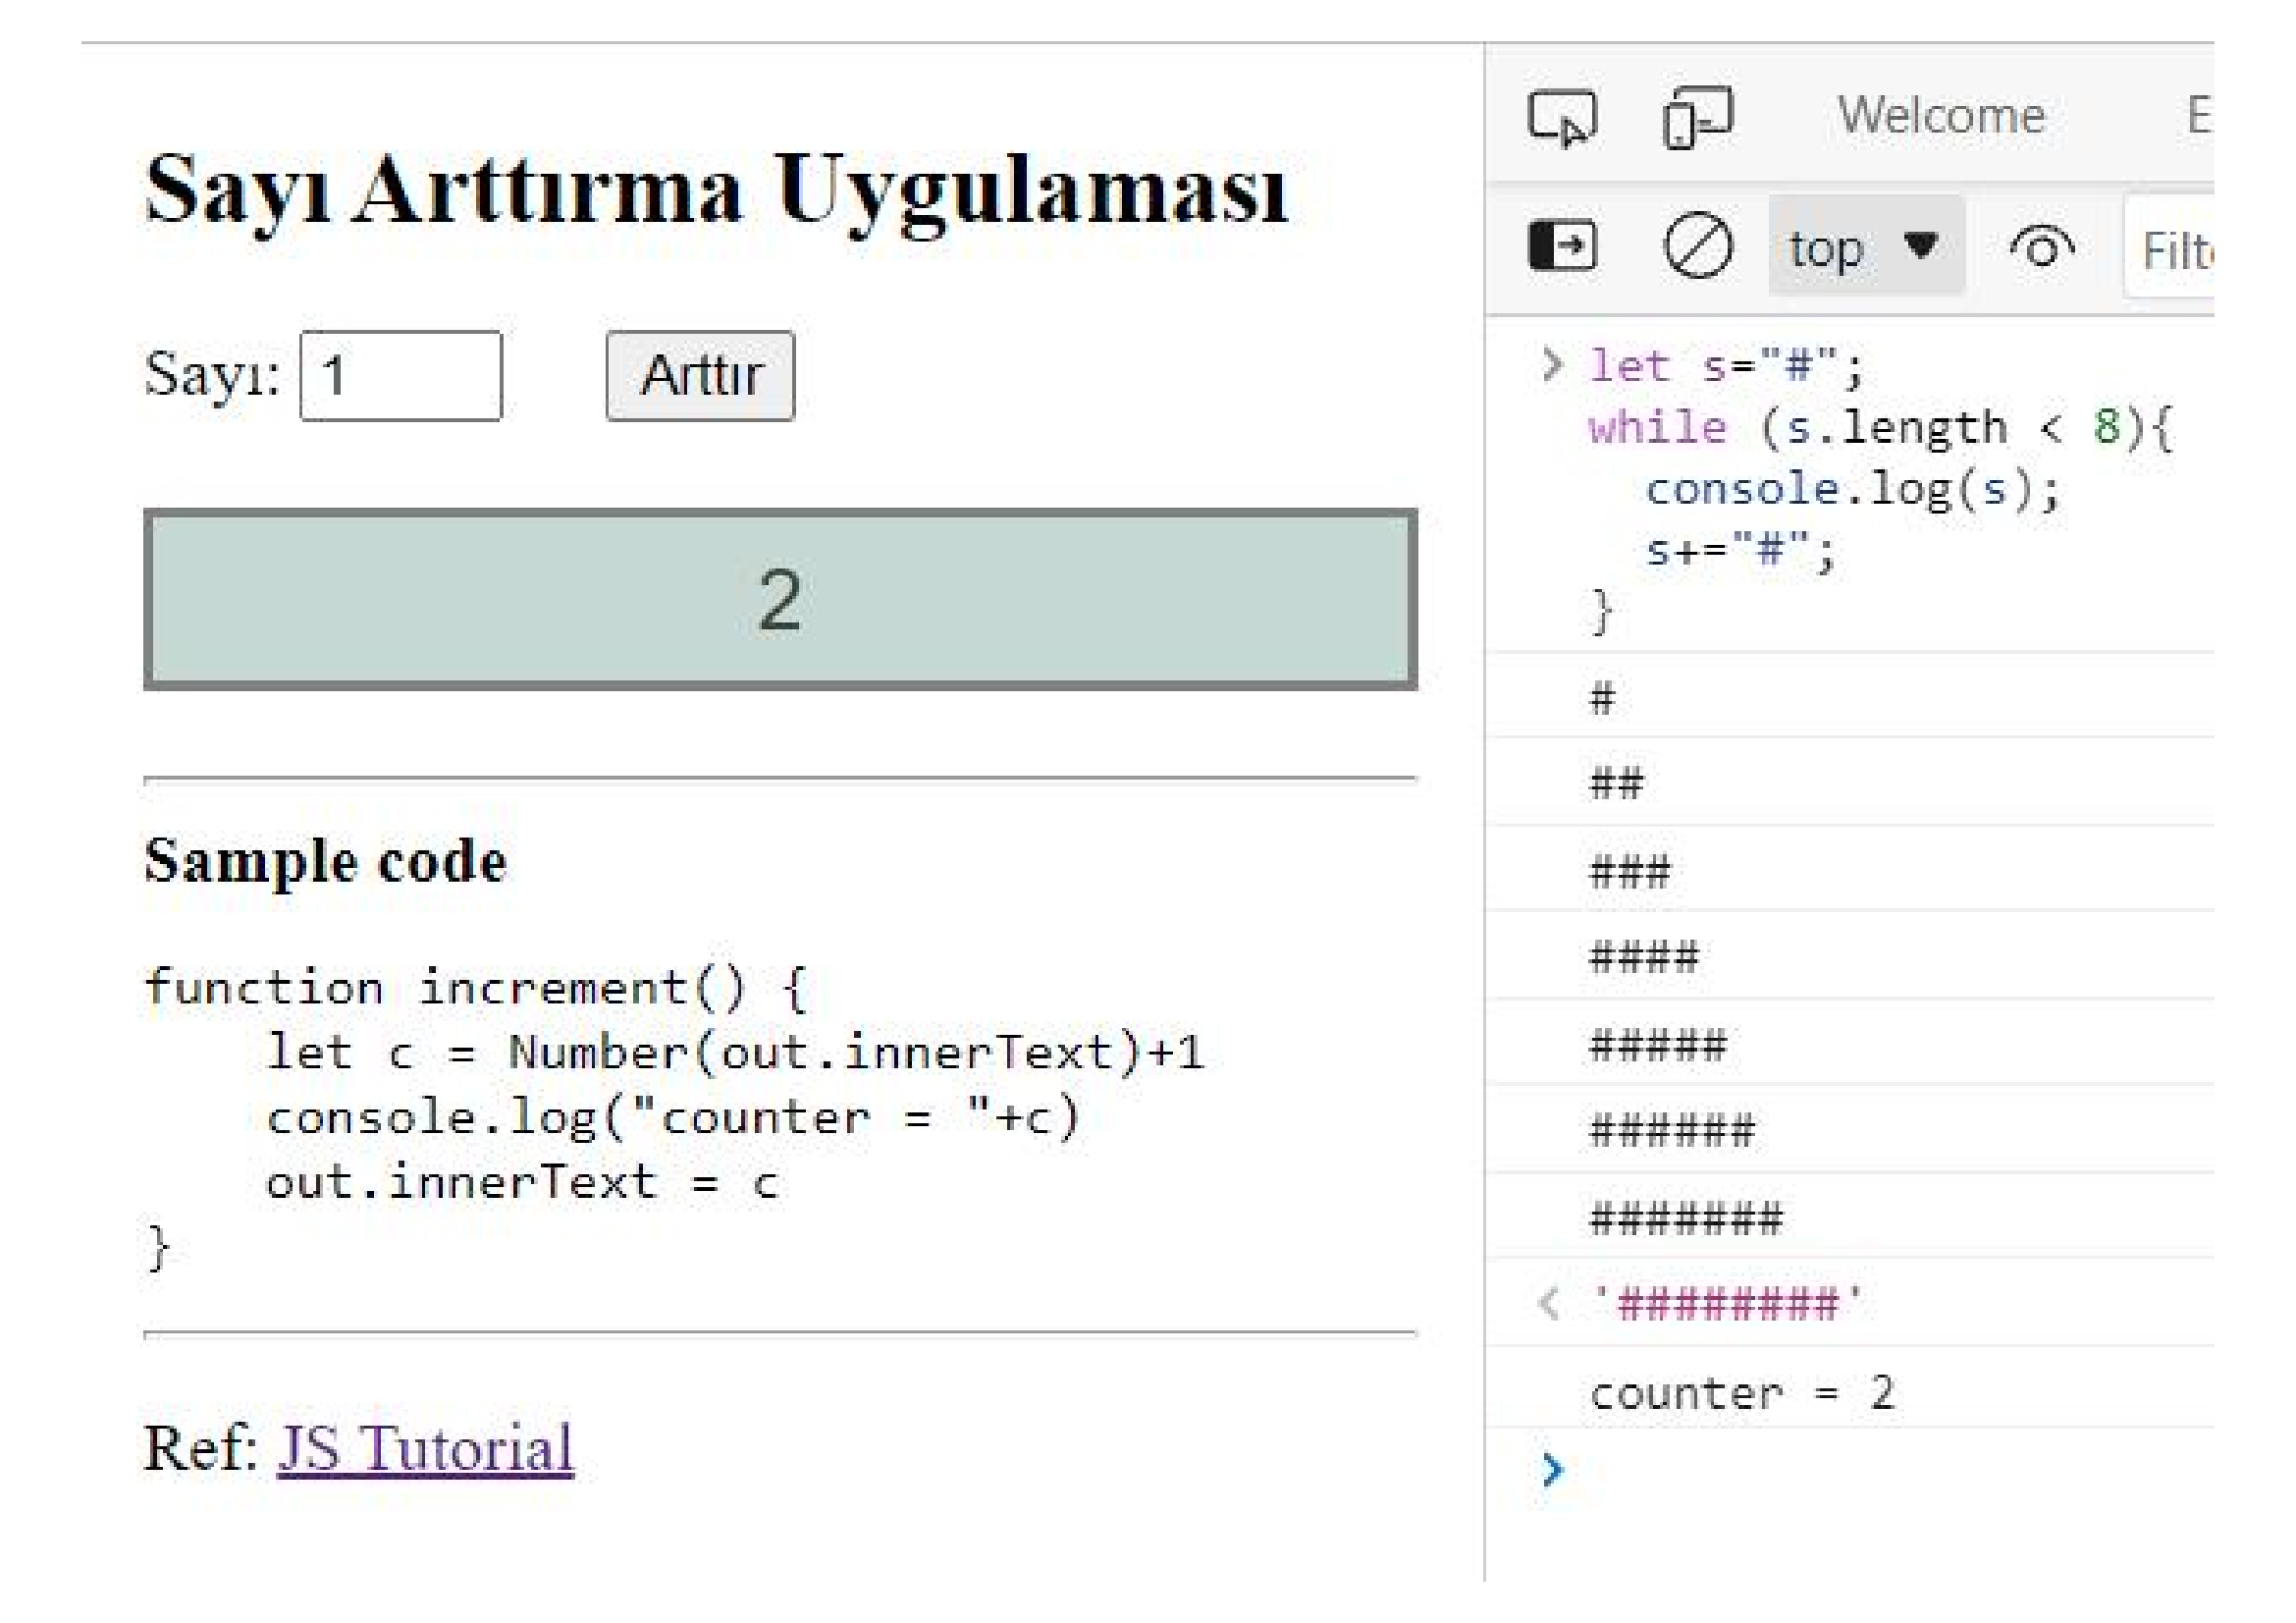 Sayı Arttırma Uygulaması
Sayı: 1 Arttır
2
Sample code
function increment() {
    let c = Number(out.innerText)+1
    console.log("counter = "+c)
    out.innerText = c
}
Ref: JS Tutorial
Welcome E
top Filt
let s="#";
while (s.length < 8){
  console.log(s);
  s+="#";
}
#
##
###
####
#####
######
#######
'########'
counter = 2